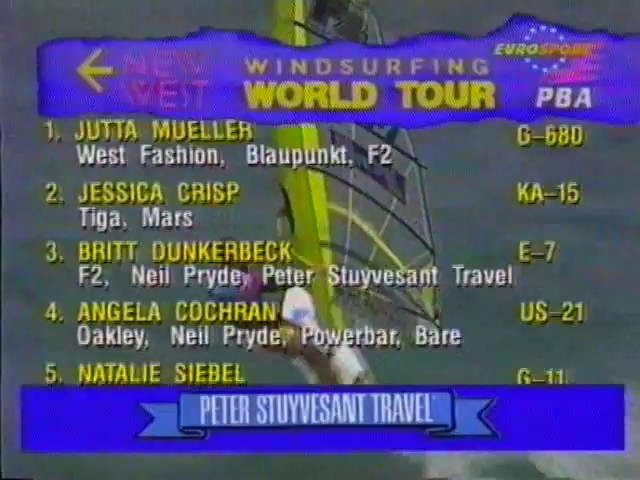 NEW WEST
WINDSURFING
WORLD TOUR
EUROSPORT
PBA
1. JUTTA MUELLER G-680
West Fashion, Blaupunkt, F2
2. JESSICA CRISP KA-15
Tiga, Mars
3. BRITT DUNKERBECK E-7
F2, Neil Pryde, Peter Stuyvesant Travel
4. ANGELA COCHRAN US-21
Oakley, Neil Pryde, Powerbar, Bare
5. NATALIE SIEBEL G-11
PETER STUYVESANT TRAVEL